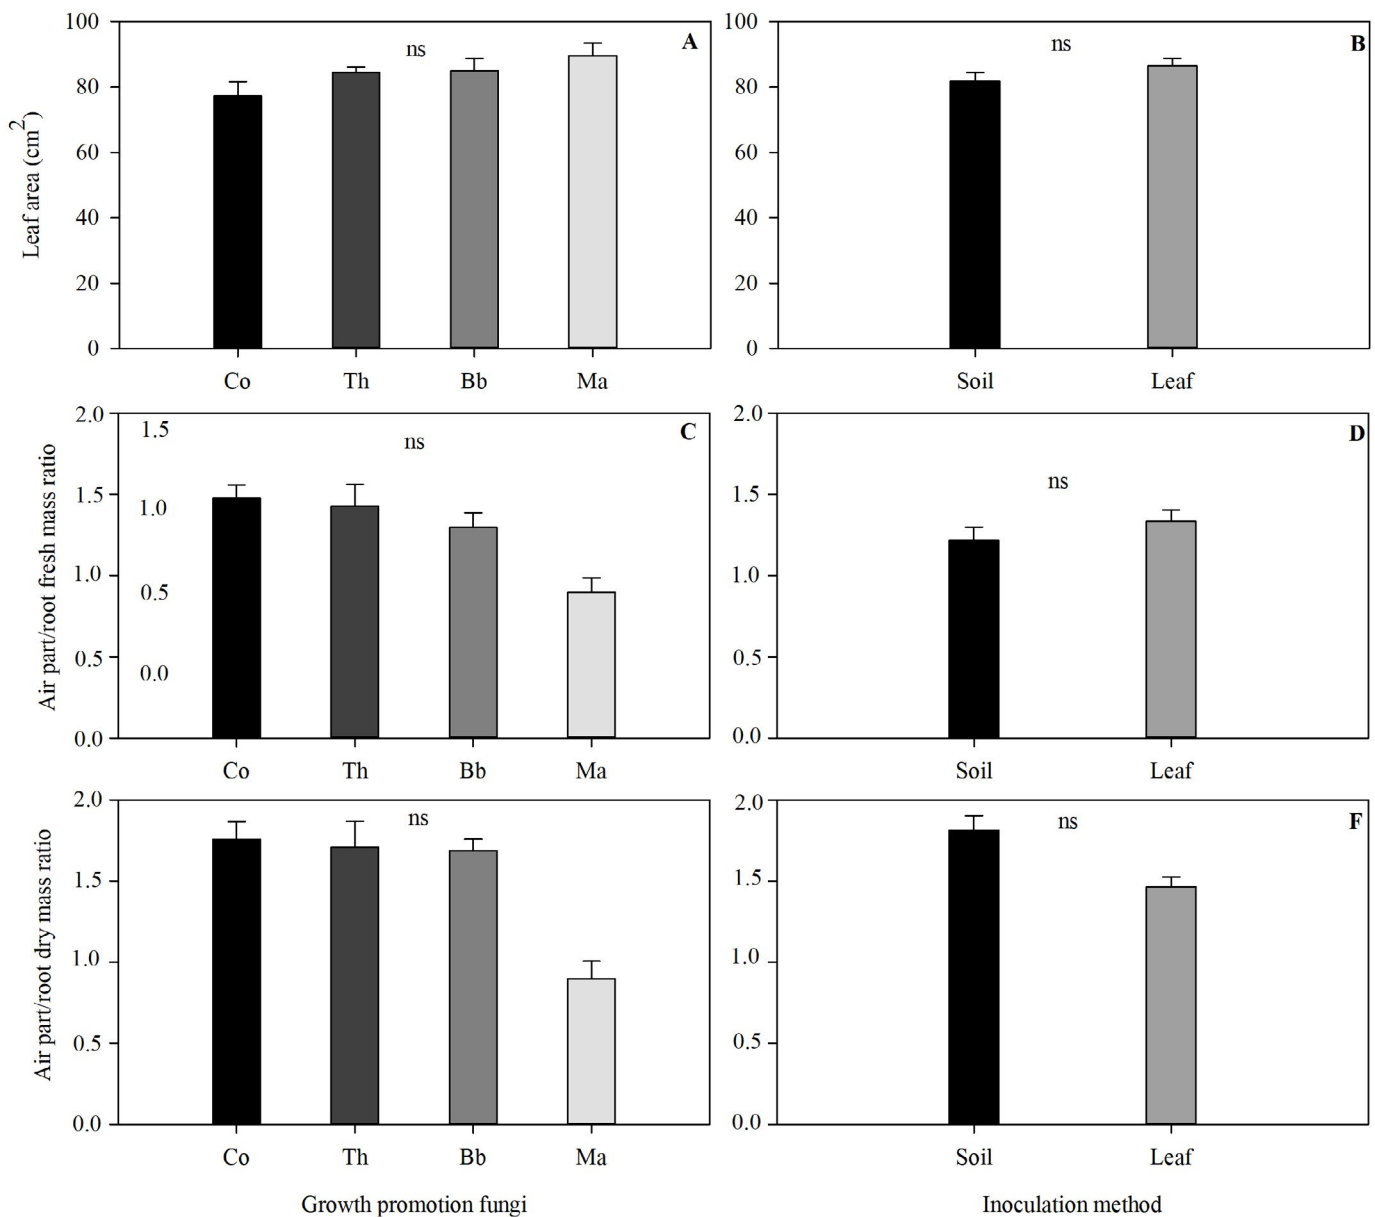 100
80
60
40
20
0
Leaf area (cm2)
ns
A
Co Th Bb Ma
100
80
60
40
20
0
ns
B
Soil Leaf
2.0
1.5
1.0
0.5
0.0
Air part/root fresh mass ratio
1.5
1.0
0.5
0.0
ns
C
Co Th Bb Ma
2.0
1.5
1.0
0.5
0.0
ns
D
Soil Leaf
2.0
1.5
1.0
0.5
0.0
Air part/root dry mass ratio
ns
Co Th Bb Ma
Growth promotion fungi
2.0
1.5
1.0
0.5
0.0
ns
F
Soil Leaf
Inoculation method